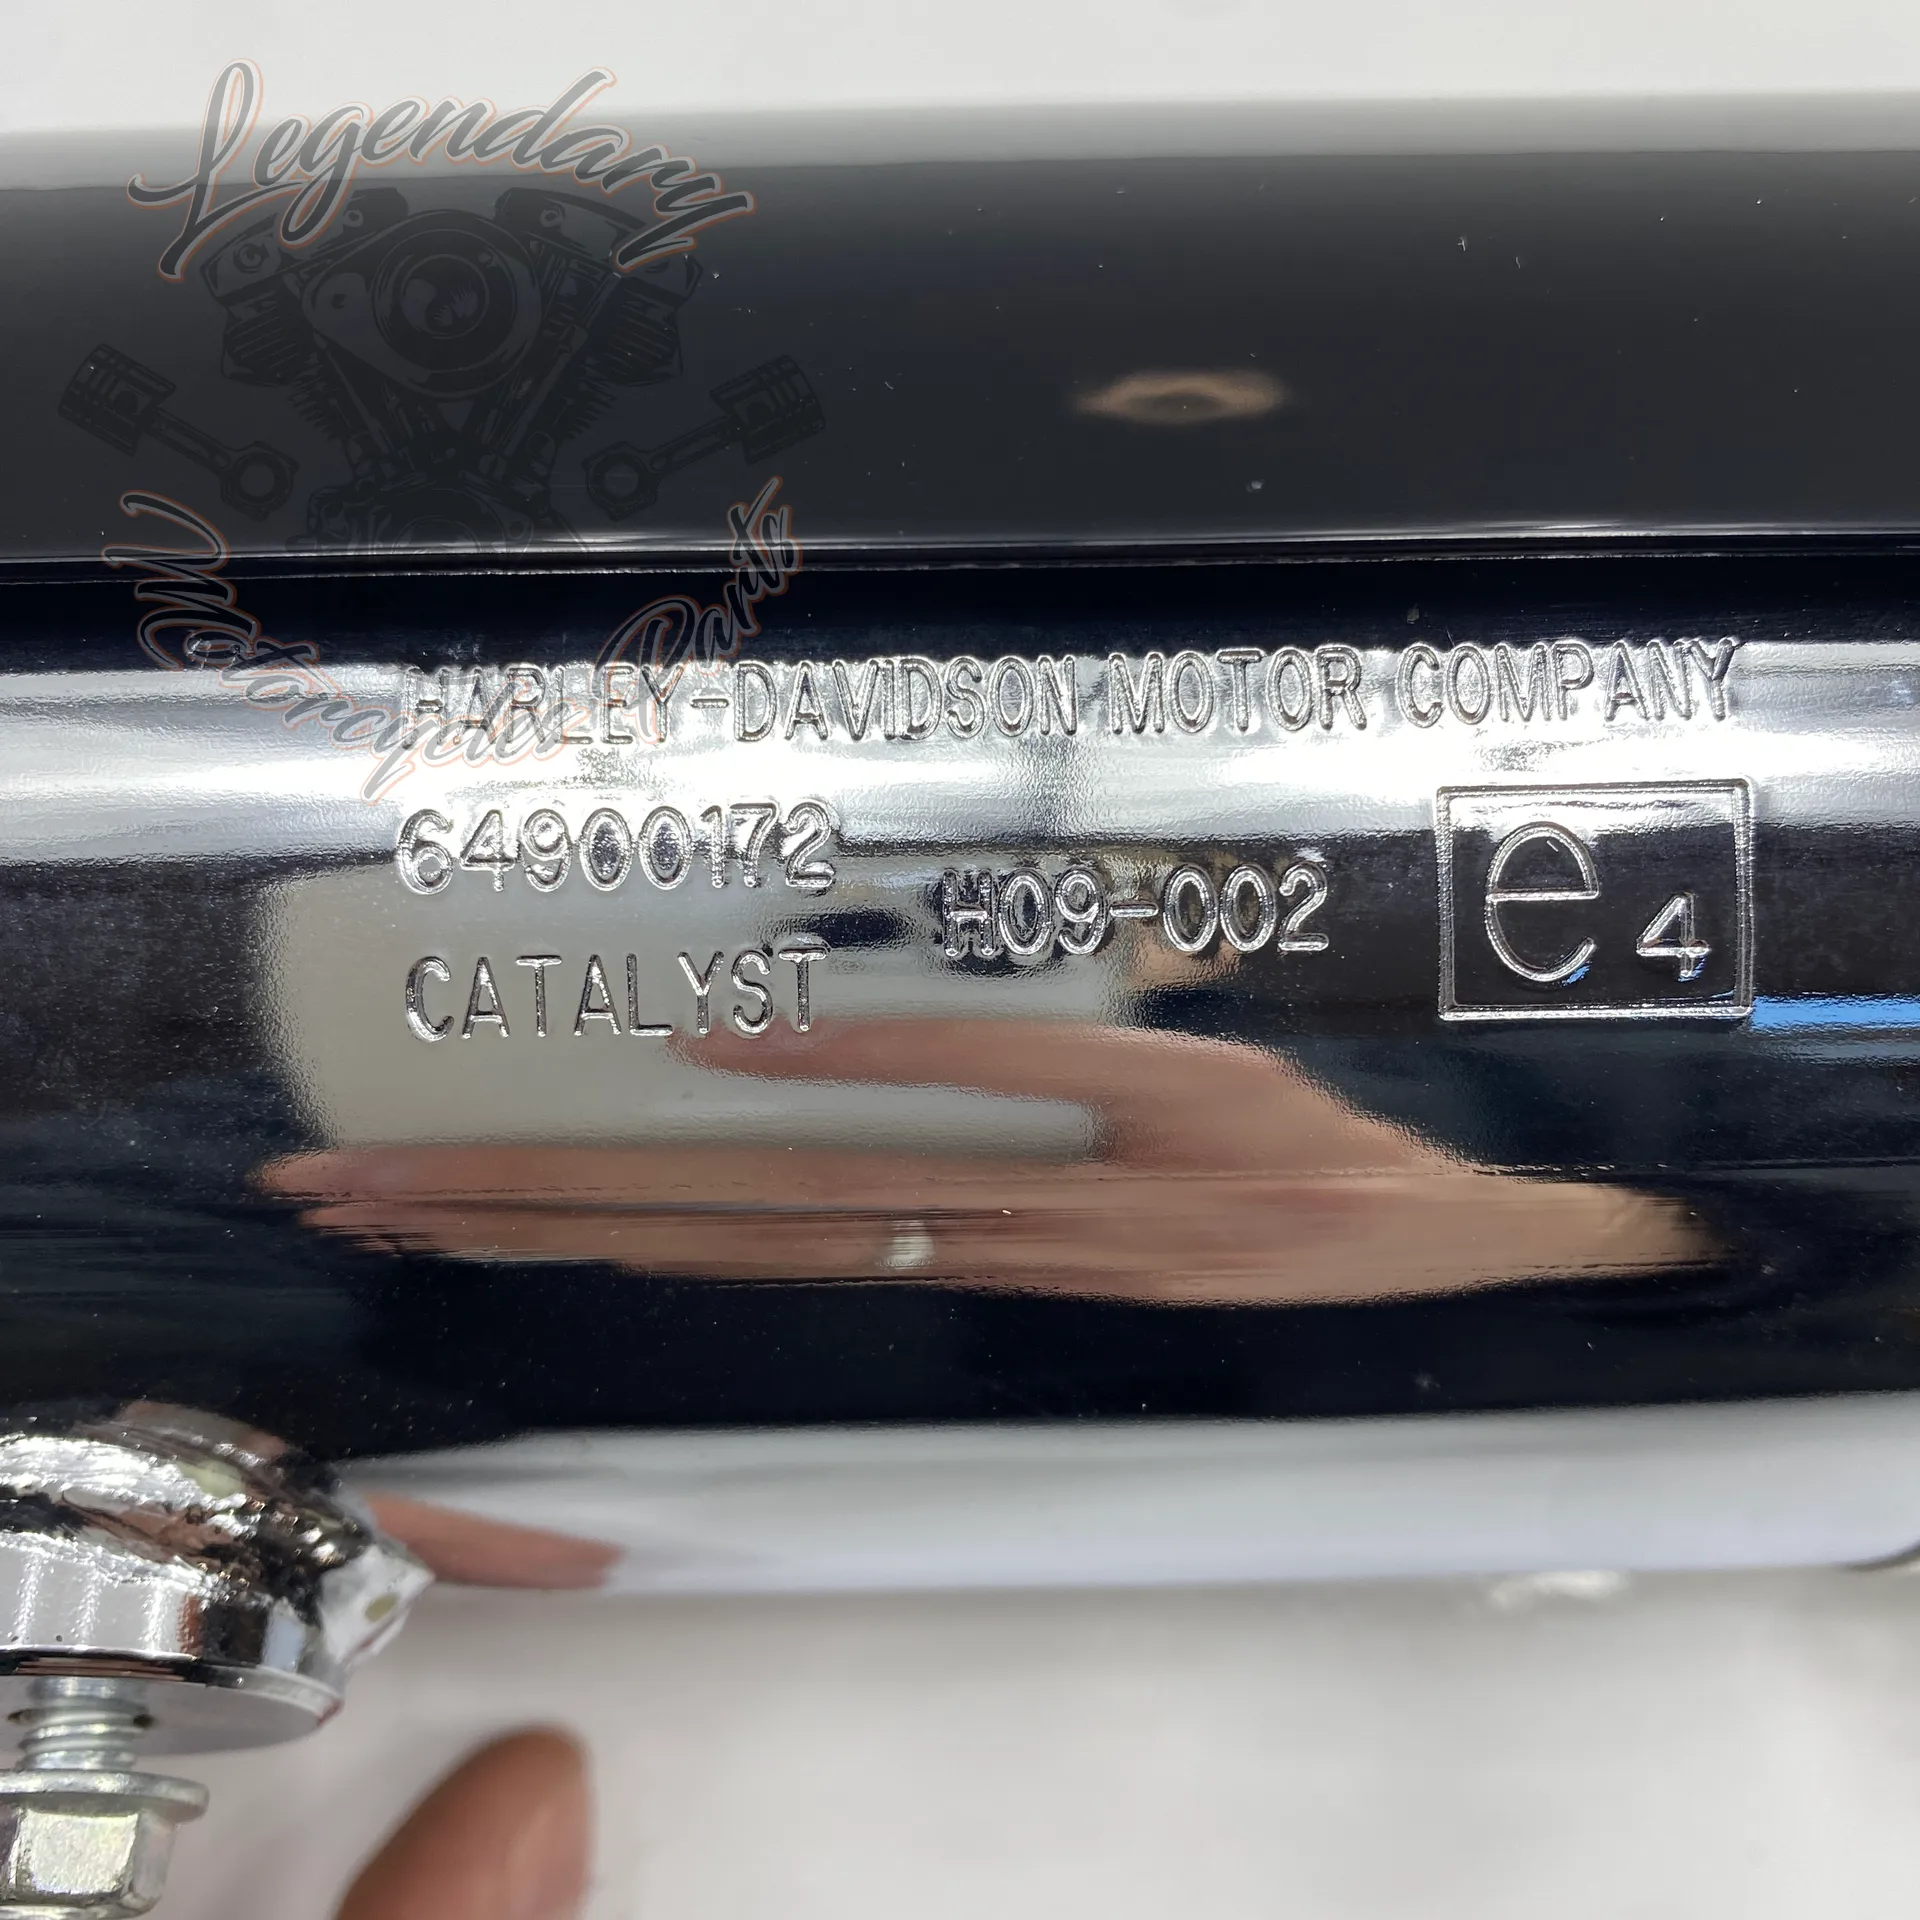 Legendary
Motorcycles Parts
HARLEY-DAVIDSON MOTOR COMPANY
64900172
H09-002
e4
CATALYST